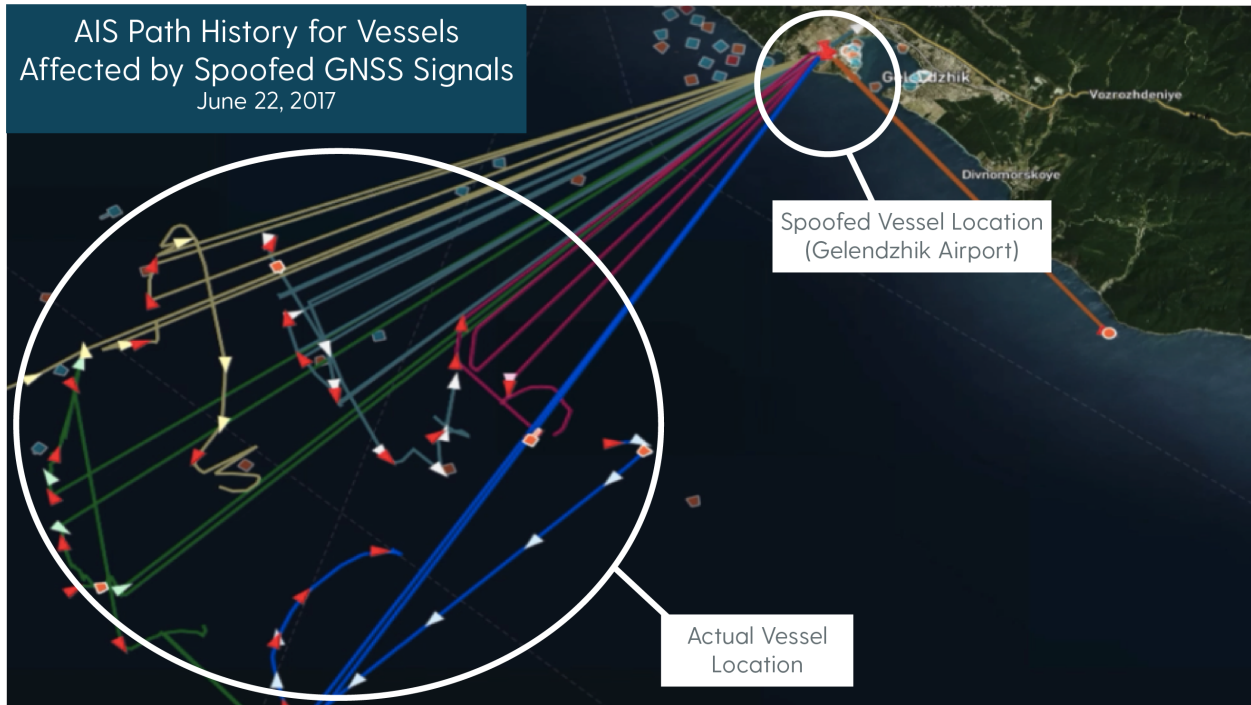 AIS Path History for Vessels
Affected by Spoofed GNSS Signals
June 22, 2017
Gelendzhik
Vozrozhdeniye
Divnomorskoye
Spoofed Vessel Location
(Gelendzhik Airport)
Actual Vessel
Location